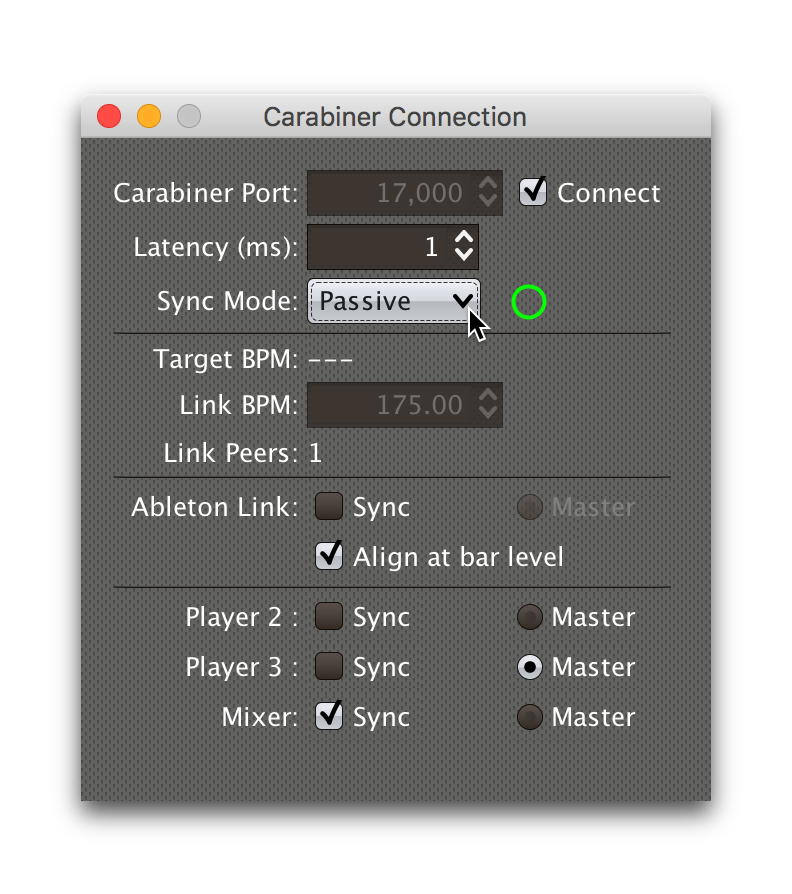 Carabiner Connection
Carabiner Port: 17,000 Connect
Latency (ms): 1
Sync Mode: Passive
Target BPM: ---
Link BPM: 175.00
Link Peers: 1
Ableton Link: Sync Master
Align at bar level
Player 2 : Sync Master
Player 3 : Sync Master
Mixer: Sync Master